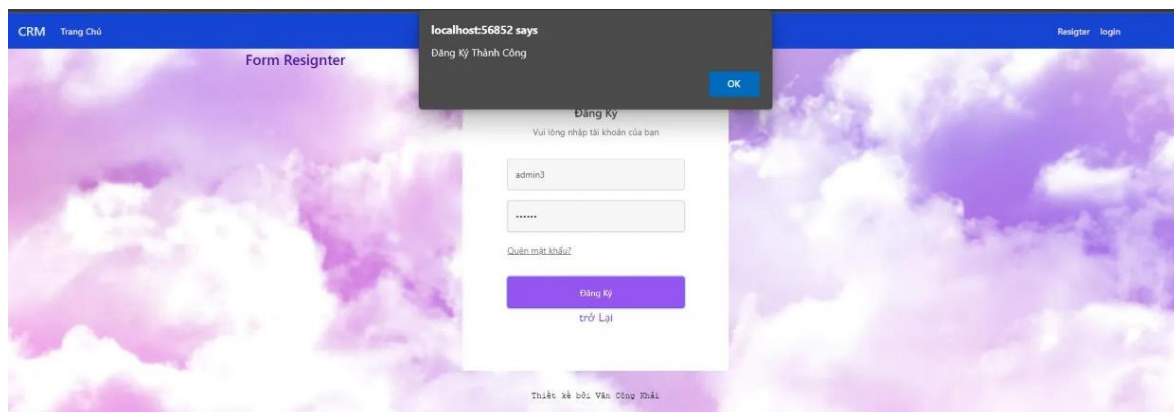 CRM Trang Chủ
localhost:56852 says
Đăng Ký Thành Công
OK
Resigter login
Form Resignter
Đăng Ký
Vui lòng nhập tài khoản của bạn
admin3
••••••
Quên mật khẩu?
Đăng Ký
trở Lại
Thiết kế bởi Văn Công Khải